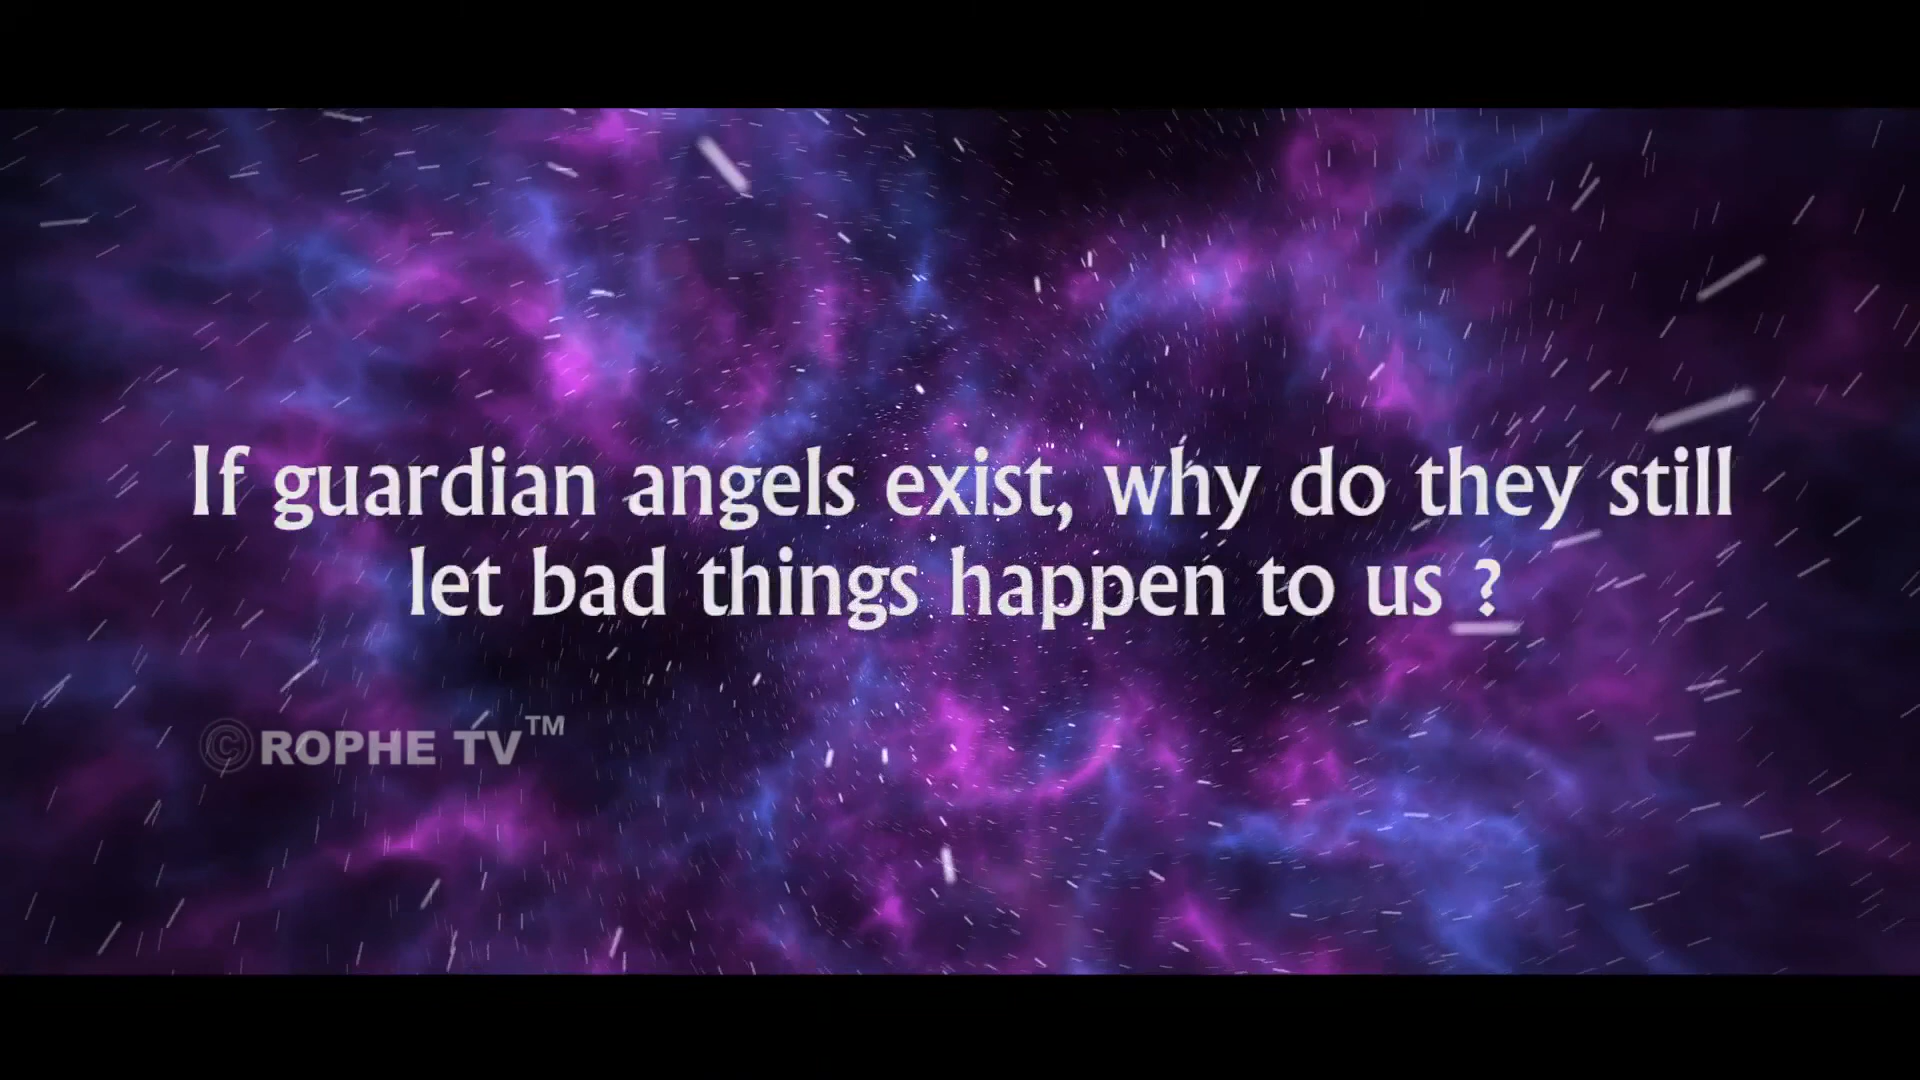 If guardian angels exist, why do they still
let bad things happen to us ?
©ROPHE TV™